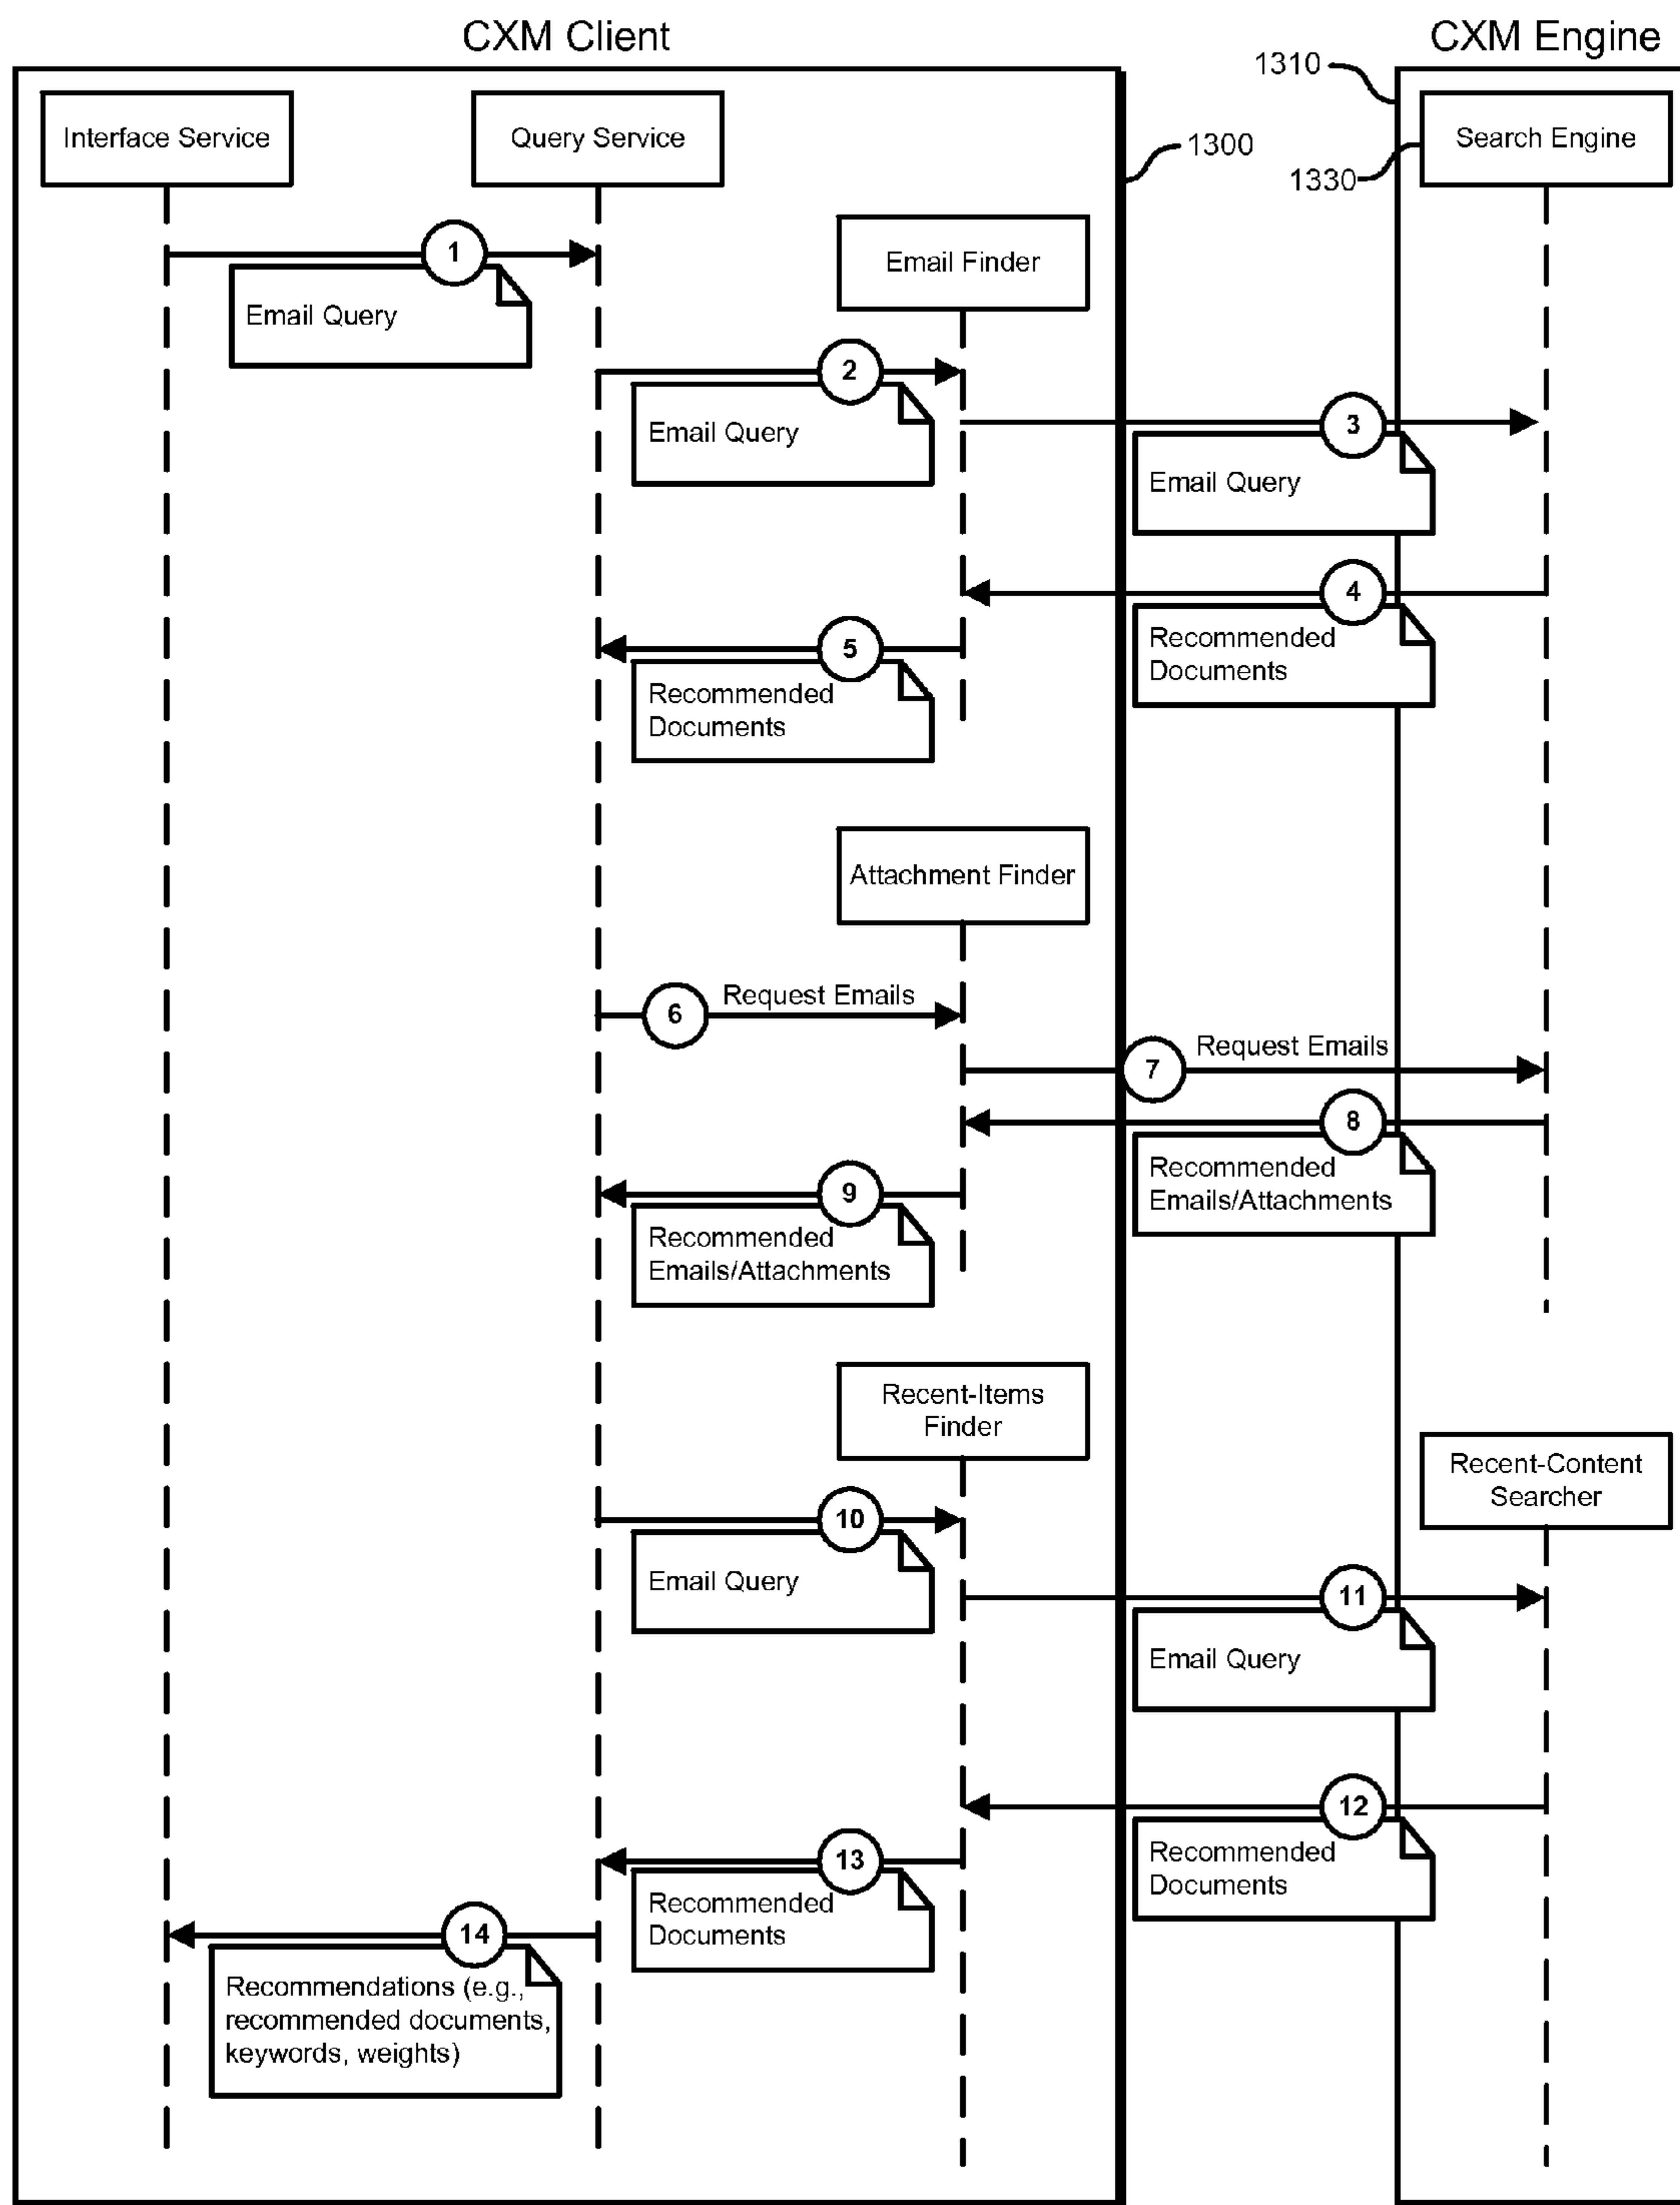 CXM Client
CXM Engine
1310
Interface Service
Query Service
Search Engine
1300
1330
Email Finder
1
Email Query
2
Email Query
3
Email Query
4
Recommended
Documents
5
Recommended
Documents
Attachment Finder
6
Request Emails
7
Request Emails
8
Recommended
Emails/Attachments
9
Recommended
Emails/Attachments
Recent-Items
Finder
Recent-Content
Searcher
10
Email Query
11
Email Query
12
Recommended
Documents
13
Recommended
Documents
14
Recommendations (e.g.,
recommended documents,
keywords, weights)